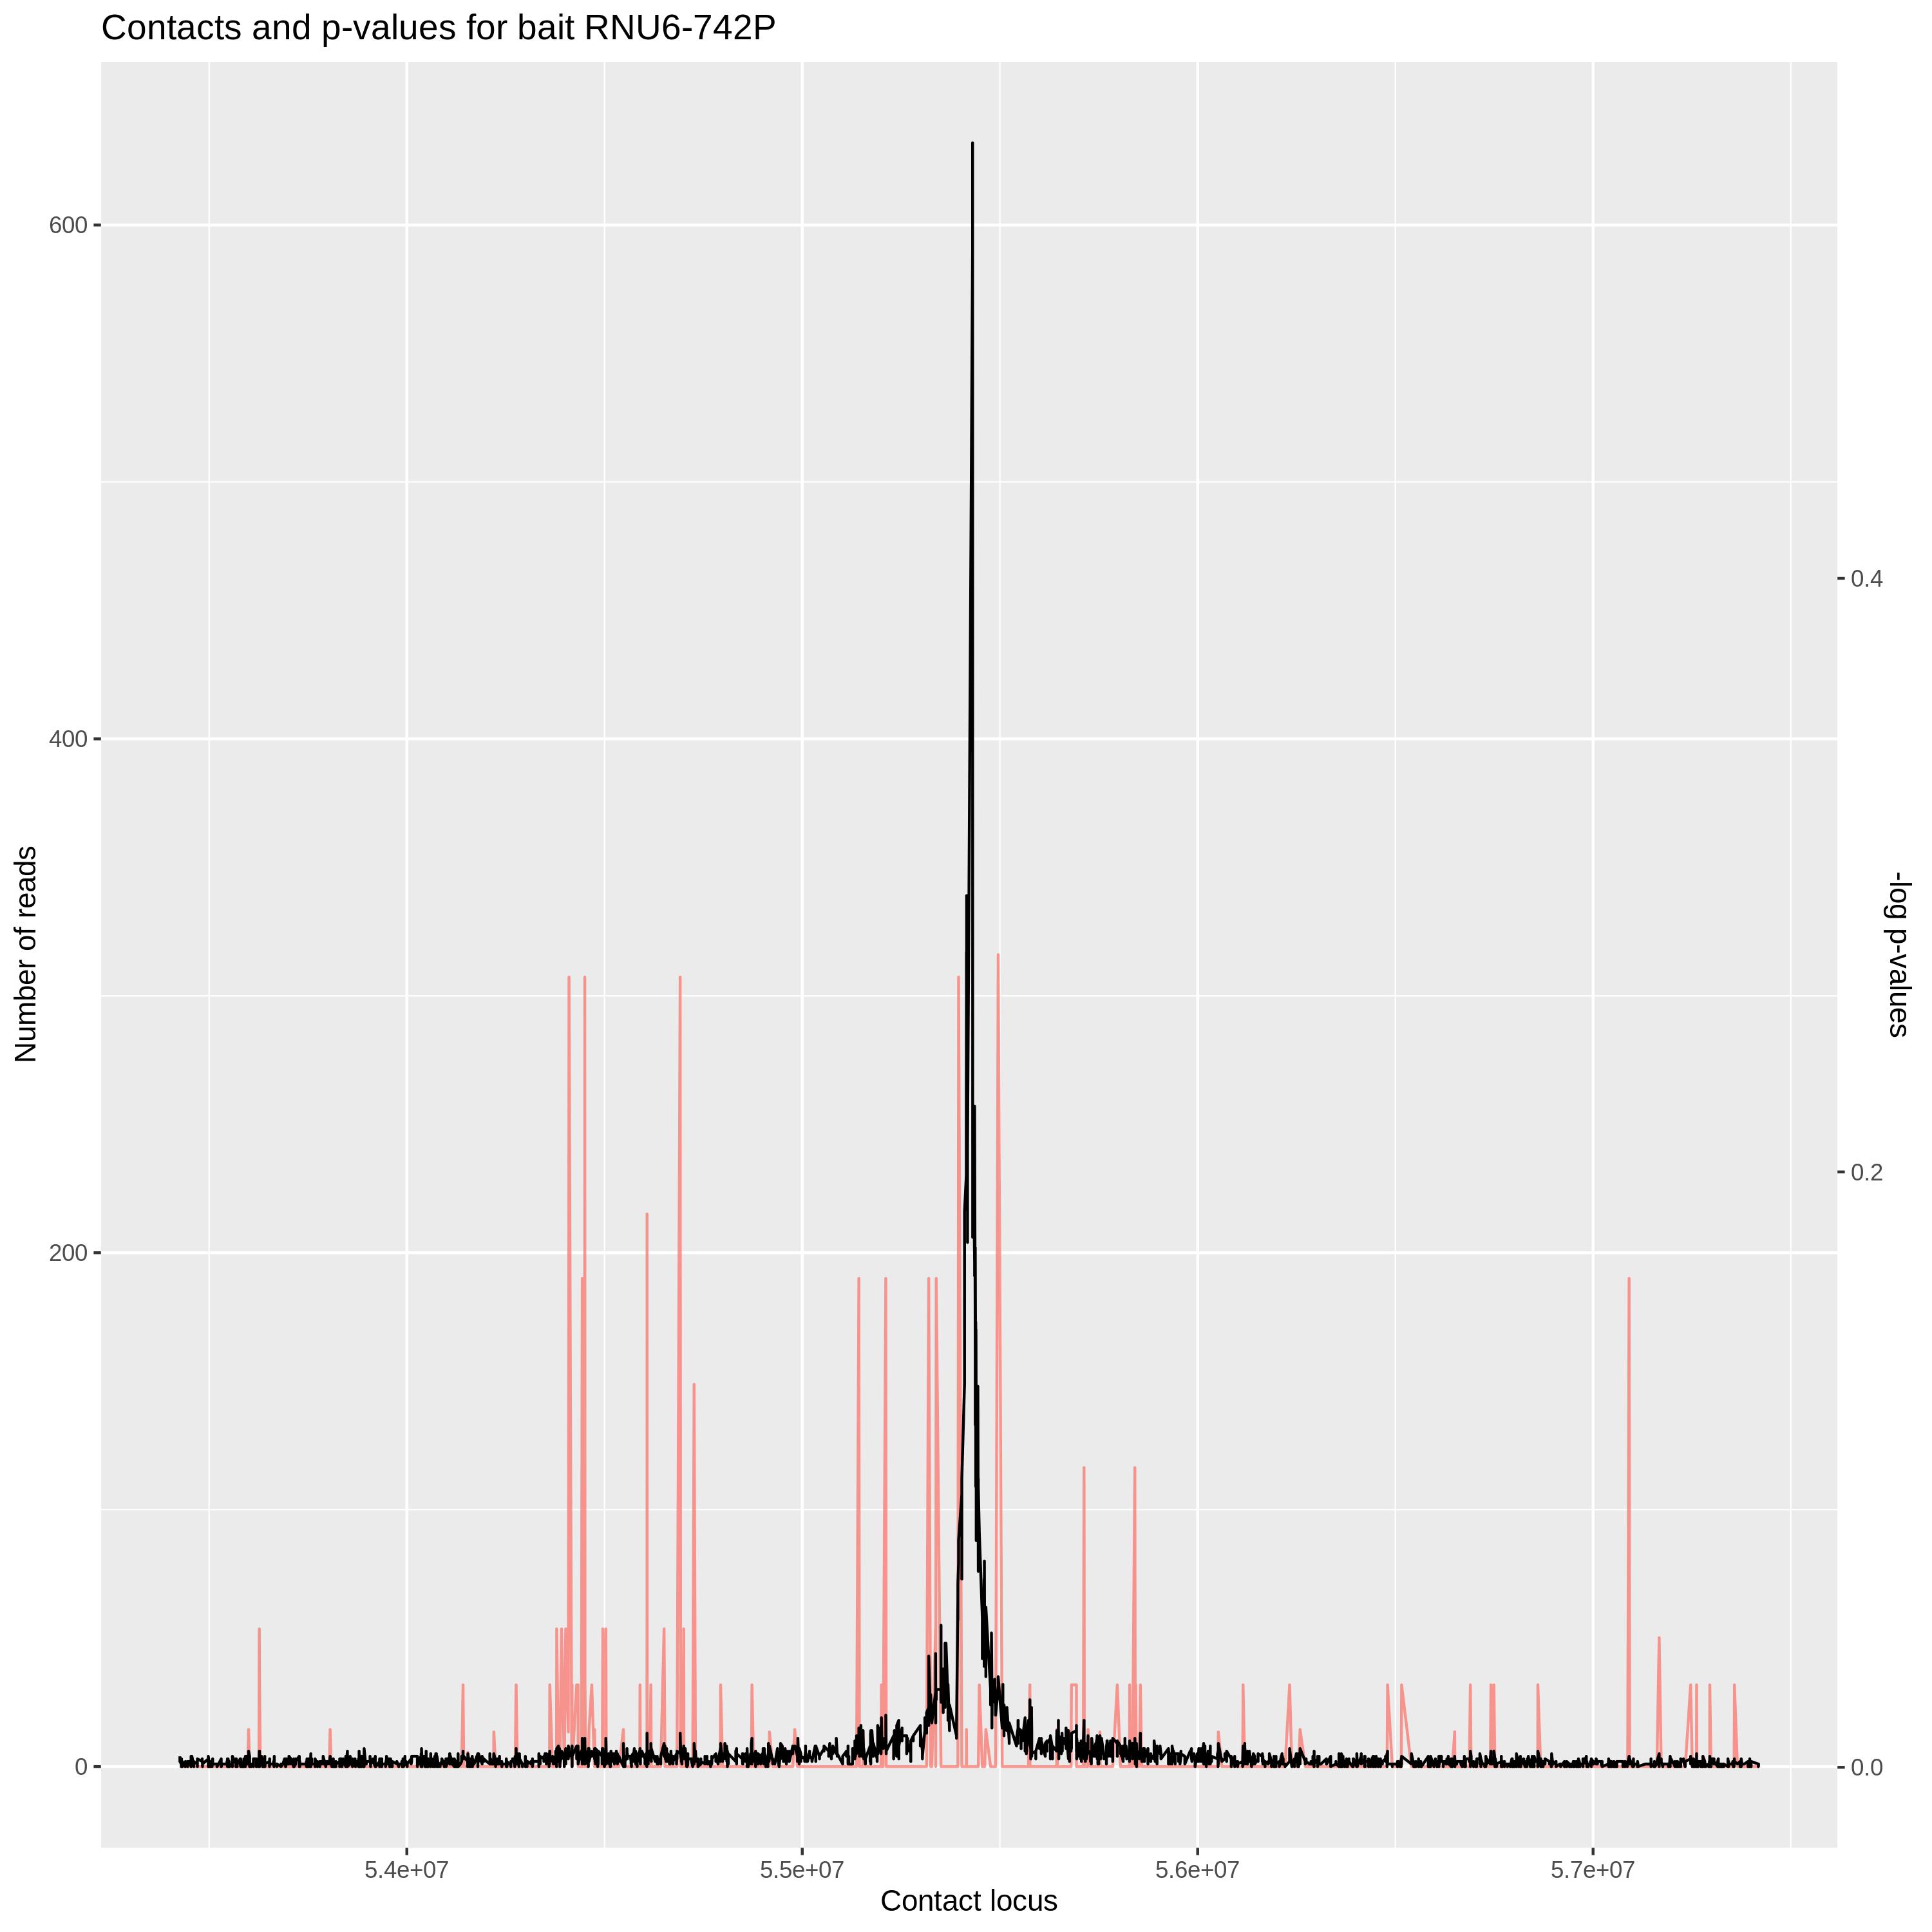 Contacts and p-values for bait RNU6-742P
600
400
200
0
Number of reads
0.4
0.2
0.0
-log p-values
5.4e+07
5.5e+07
5.6e+07
5.7e+07
Contact locus